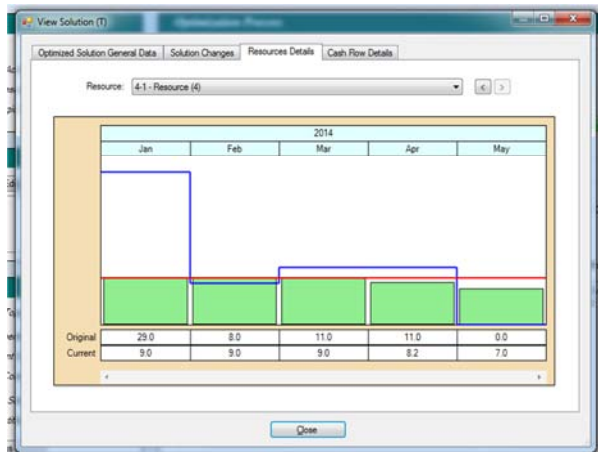 View Solution (T)
Optimized Solution General Data Solution Changes Resources Details Cash Flow Details
Resource: 4-1 - Resource (4) < >
2014
Jan Feb Mar Apr May
Original 29.0 8.0 11.0 11.0 0.0
Current 9.0 9.0 9.0 8.2 7.0
Close